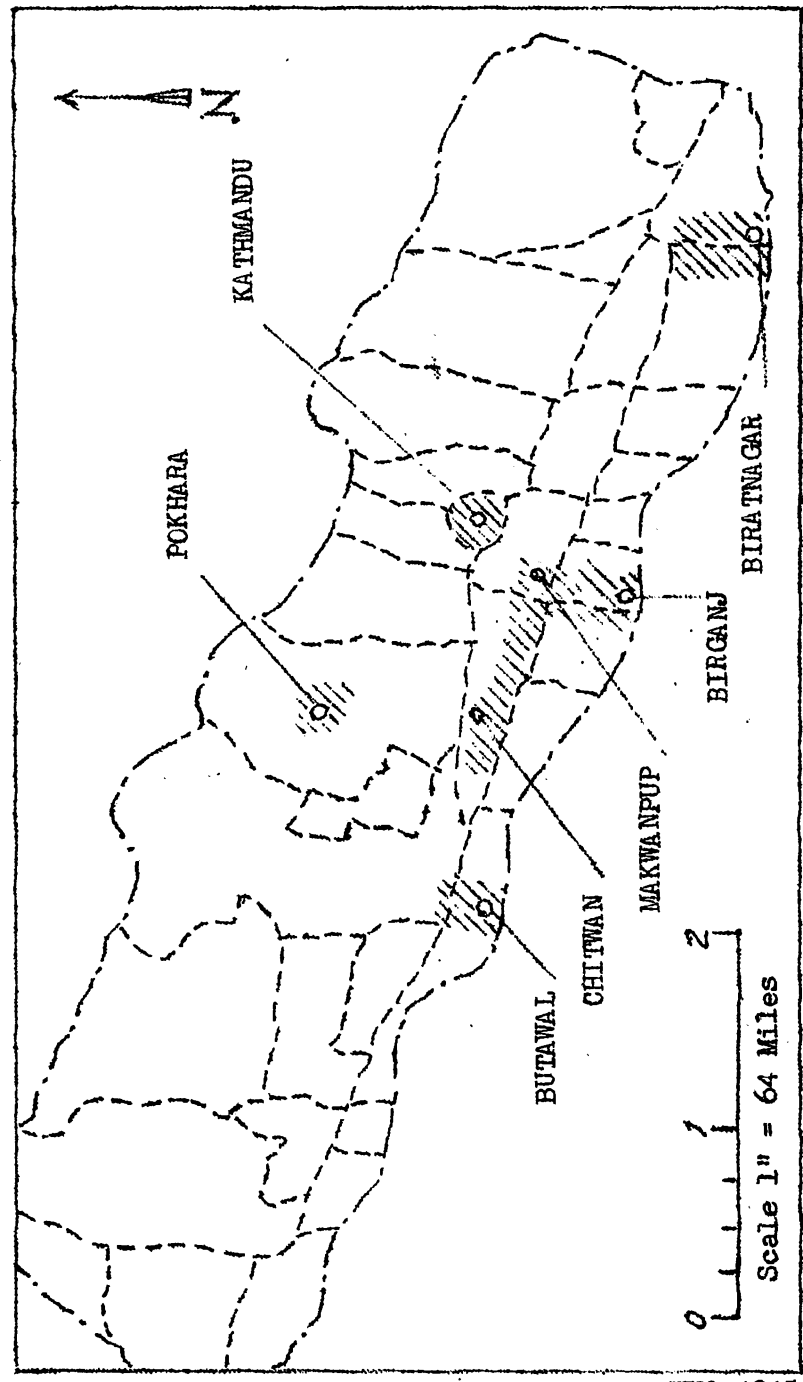 N
KATHMANDU
POKHARA
BIRATNAGAR
BIRGANJ
MAKWANPUP
CHITWAN
BUTAWAL
0 1 2
Scale 1" = 64 Miles